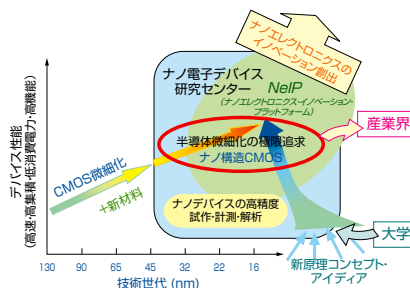 ナノエレクトロニクスの
イノベーション創出
ナノ電子デバイス
研究センター
NeIP
(ナノエレクトロニクス・イノベーション・
プラットフォーム)
産業界
半導体微細化の極限追求
ナノ構造CMOS
CMOS微細化
+新材料
ナノデバイスの高精度
試作・計測・解析
大学
新原理コンセプト・
アイディア
デバイス性能
(高速・高集積・低消費電力・高機能)
130 90 65 45 32 22 16
技術世代 (nm)